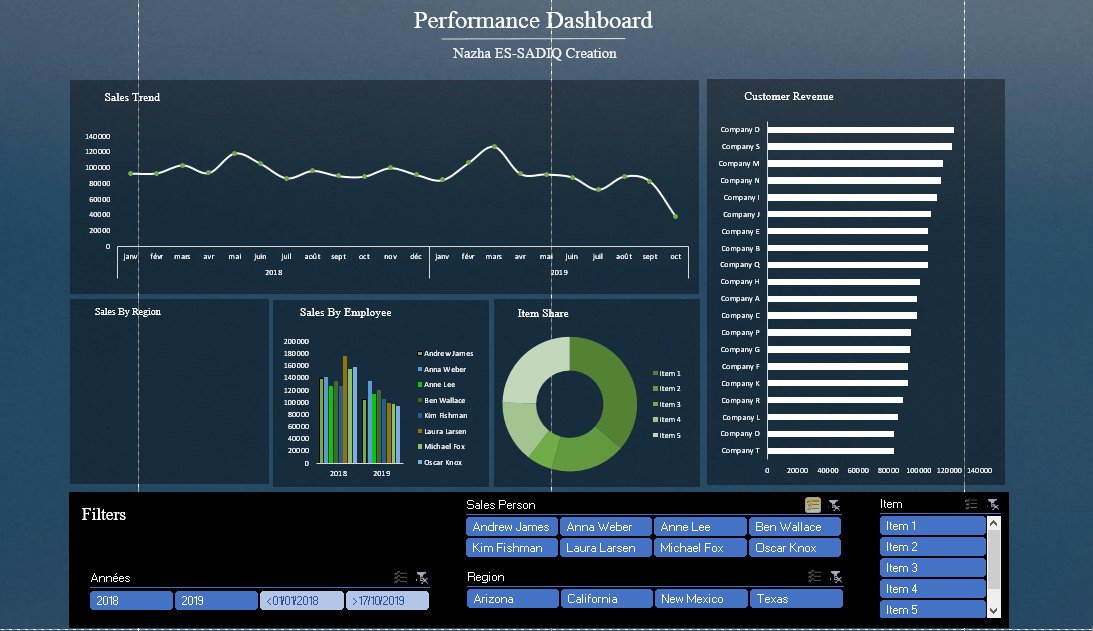 Performance Dashboard
Nazha ES-SADIQ Creation
Sales Trend
140000
120000
100000
80000
60000
40000
20000
0
janv févr mars avr mai juin juil août sept oct nov déc janv févr mars avr mai juin juil août sept oct
2018 2019
Customer Revenue
Company D
Company S
Company M
Company N
Company I
Company J
Company E
Company B
Company Q
Company H
Company A
Company C
Company P
Company G
Company F
Company K
Company R
Company L
Company O
Company T
0 20000 40000 60000 80000 100000 120000 140000
Sales By Region
Sales By Employee
200000
180000
160000
140000
120000
100000
80000
60000
40000
20000
0
2018 2019
Andrew James
Anna Weber
Anne Lee
Ben Wallace
Kim Fishman
Laura Larsen
Michael Fox
Oscar Knox
Item Share
Item 1
Item 2
Item 3
Item 4
Item 5
Filters
Années
2018 2019 <01/01/2018 >17/10/2019
Sales Person
Andrew James Anna Weber Anne Lee Ben Wallace
Kim Fishman Laura Larsen Michael Fox Oscar Knox
Region
Arizona California New Mexico Texas
Item
Item 1
Item 2
Item 3
Item 4
Item 5